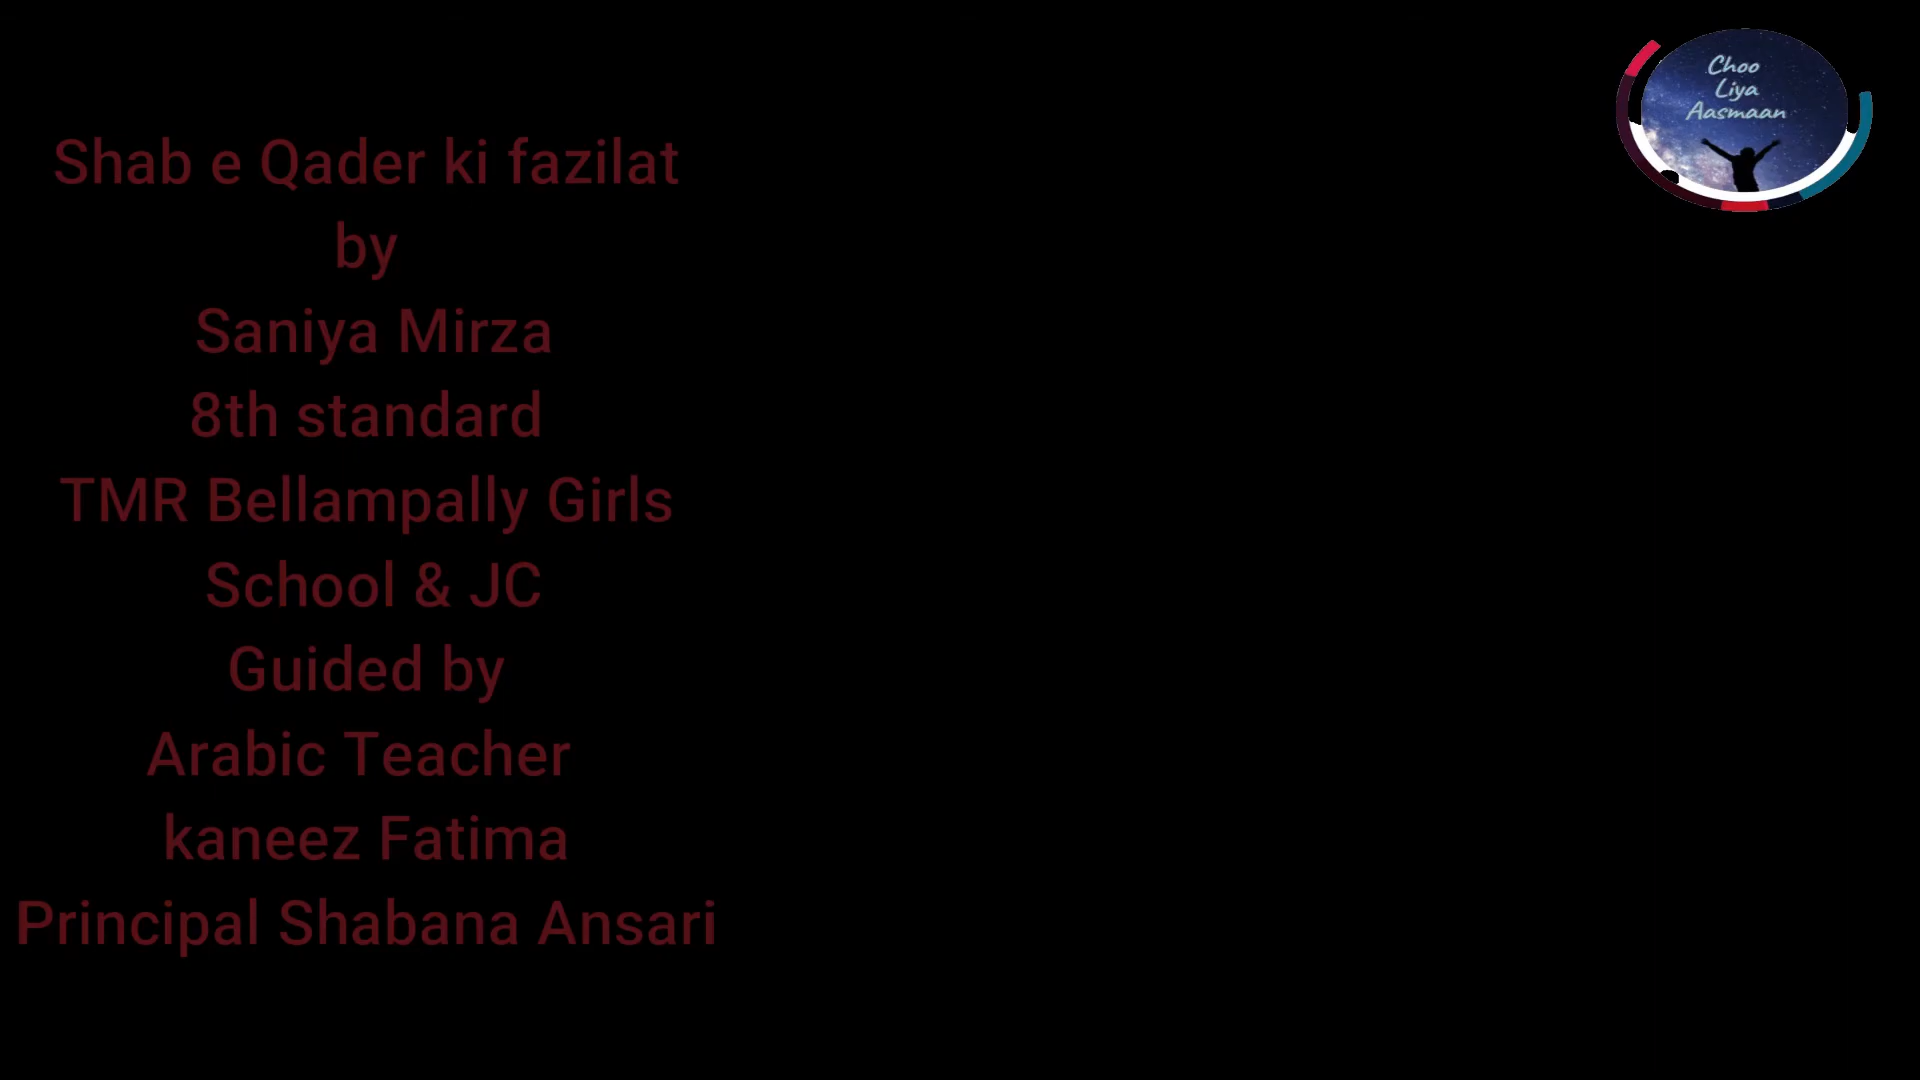 Shab e Qader ki fazilat
by
Saniya Mirza
8th standard
TMR Bellampally Girls
School & JC
Guided by
Arabic Teacher
kaneez Fatima
Principal Shabana Ansari
Choo
Liya
Aasmaan